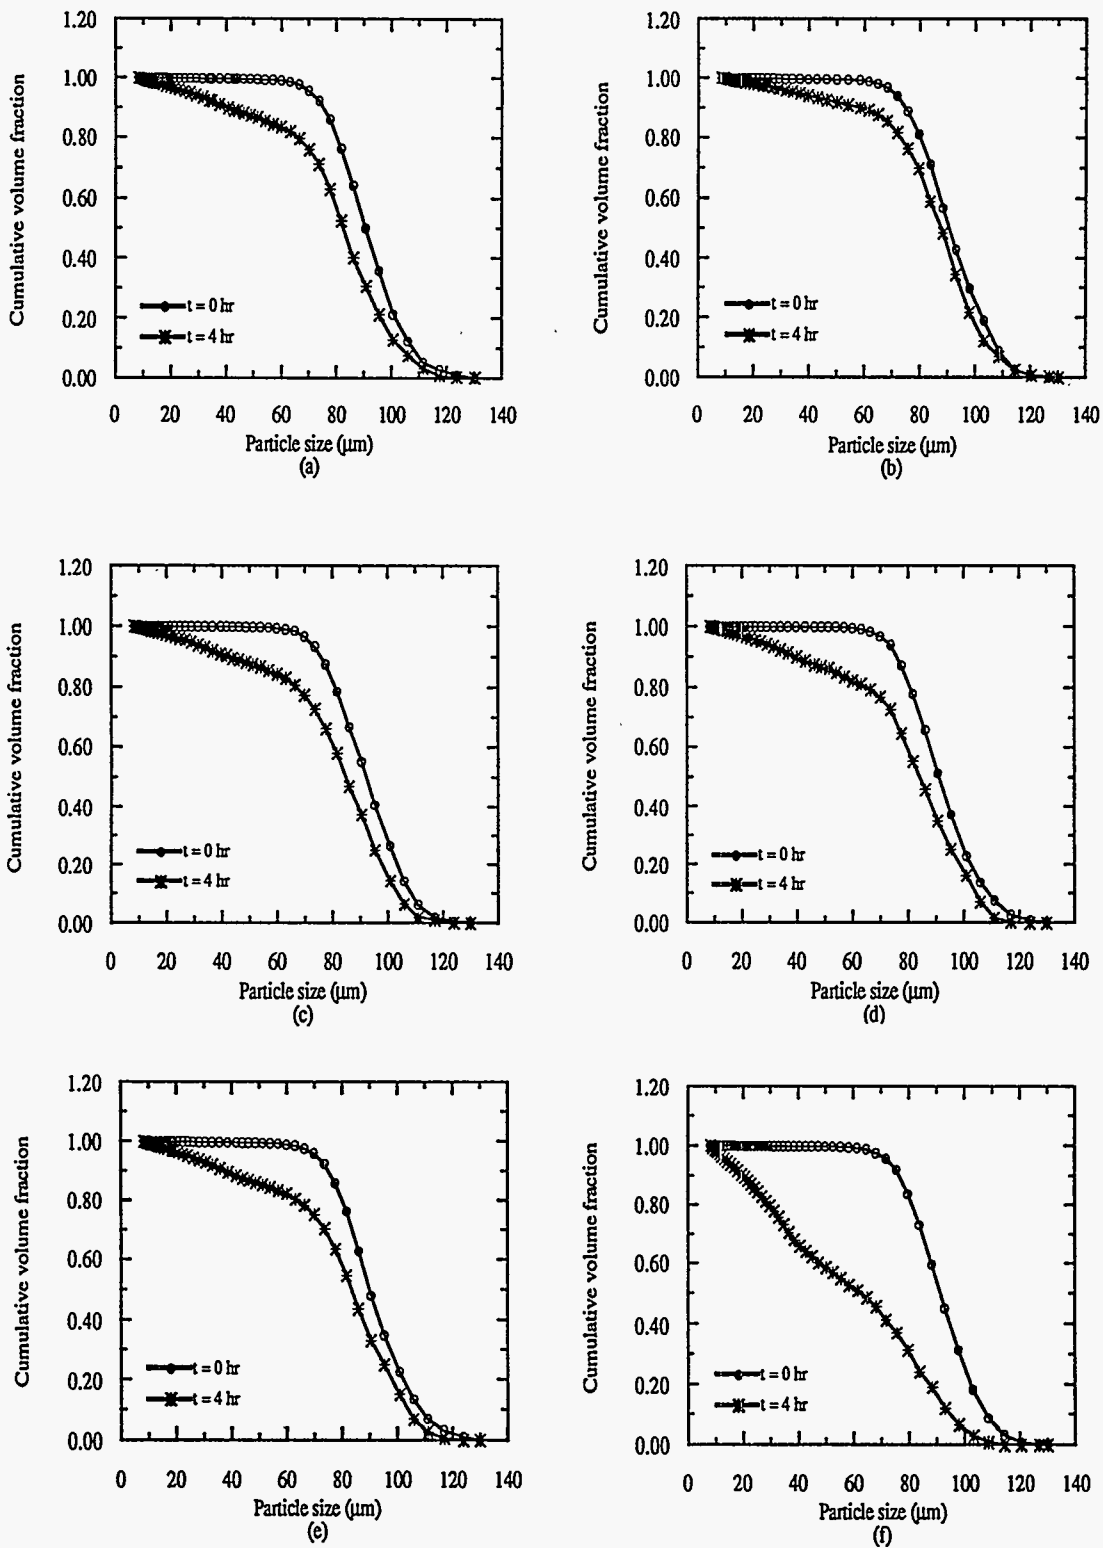 Cumulative volume fraction
1.20
1.00
0.80
0.60
0.40
0.20
0.00
t = 0 hr
t = 4 hr
0 20 40 60 80 100 120 140
Particle size (µm)
(a)
Cumulative volume fraction
1.20
1.00
0.80
0.60
0.40
0.20
0.00
t = 0 hr
t = 4 hr
0 20 40 60 80 100 120 140
Particle size (µm)
(b)
Cumulative volume fraction
1.20
1.00
0.80
0.60
0.40
0.20
0.00
t = 0 hr
t = 4 hr
0 20 40 60 80 100 120 140
Particle size (µm)
(c)
Cumulative volume fraction
1.20
1.00
0.80
0.60
0.40
0.20
0.00
t = 0 hr
t = 4 hr
0 20 40 60 80 100 120 140
Particle size (µm)
(d)
Cumulative volume fraction
1.20
1.00
0.80
0.60
0.40
0.20
0.00
t = 0 hr
t = 4 hr
0 20 40 60 80 100 120 140
Particle size (µm)
(e)
Cumulative volume fraction
1.20
1.00
0.80
0.60
0.40
0.20
0.00
t = 0 hr
t = 4 hr
0 20 40 60 80 100 120 140
Particle size (µm)
(f)